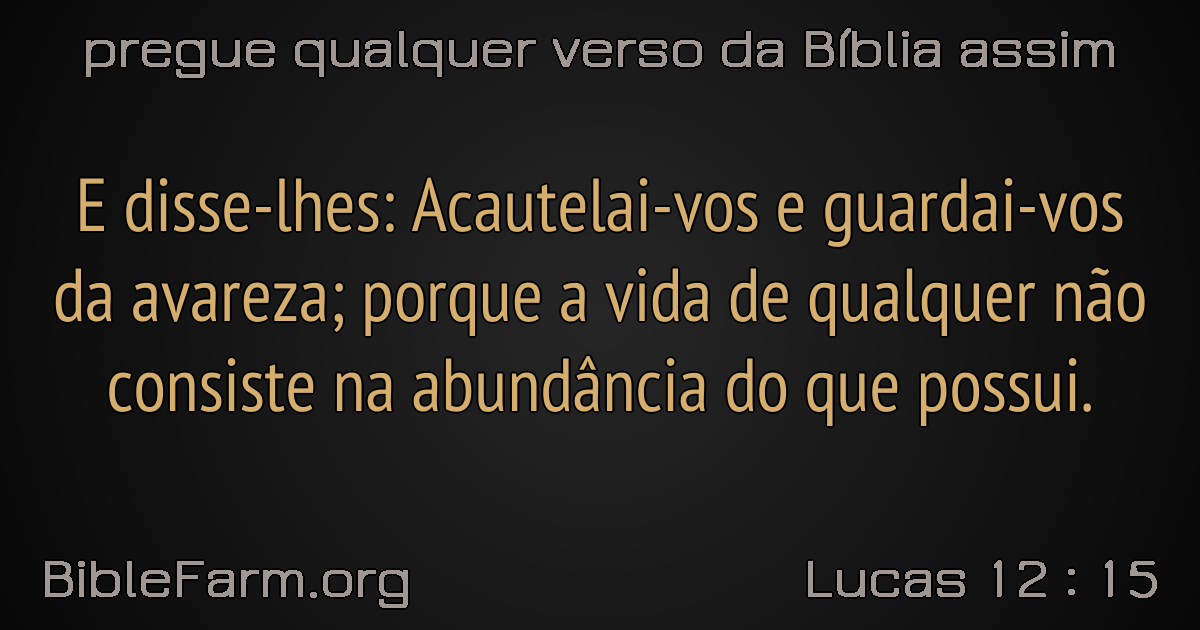 pregue qualquer verso da Bíblia assim
E disse-lhes: Acautelai-vos e guardai-vos
da avareza; porque a vida de qualquer não
consiste na abundância do que possui.
BibleFarm.org
Lucas 12 : 15